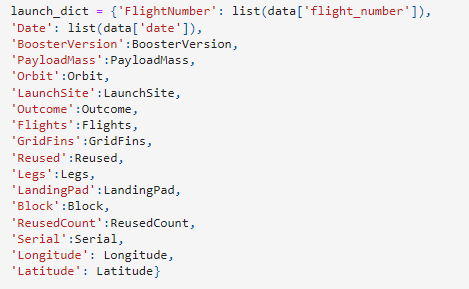 launch_dict = {'FlightNumber': list(data['flight_number']),
'Date': list(data['date']),
'BoosterVersion':BoosterVersion,
'PayloadMass':PayloadMass,
'Orbit':Orbit,
'LaunchSite':LaunchSite,
'Outcome':Outcome,
'Flights':Flights,
'GridFins':GridFins,
'Reused':Reused,
'Legs':Legs,
'LandingPad':LandingPad,
'Block':Block,
'ReusedCount':ReusedCount,
'Serial':Serial,
'Longitude': Longitude,
'Latitude': Latitude}